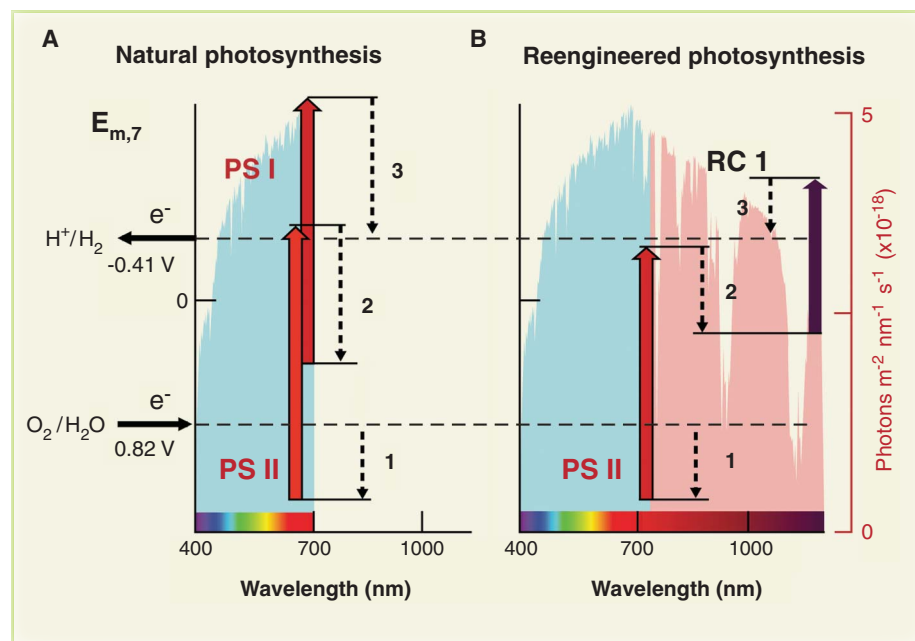 A
Natural photosynthesis
E_m,7
PS I
3
e-
H+/H2
-0.41 V
0
2
e-
O2/H2O
0.82 V
1
PS II
400
700
1000
Wavelength (nm)
B
Reengineered photosynthesis
5
RC 1
3
2
1
PS II
400
700
1000
Wavelength (nm)
0
Photons m-2 nm-1 s-1 (x10-18)